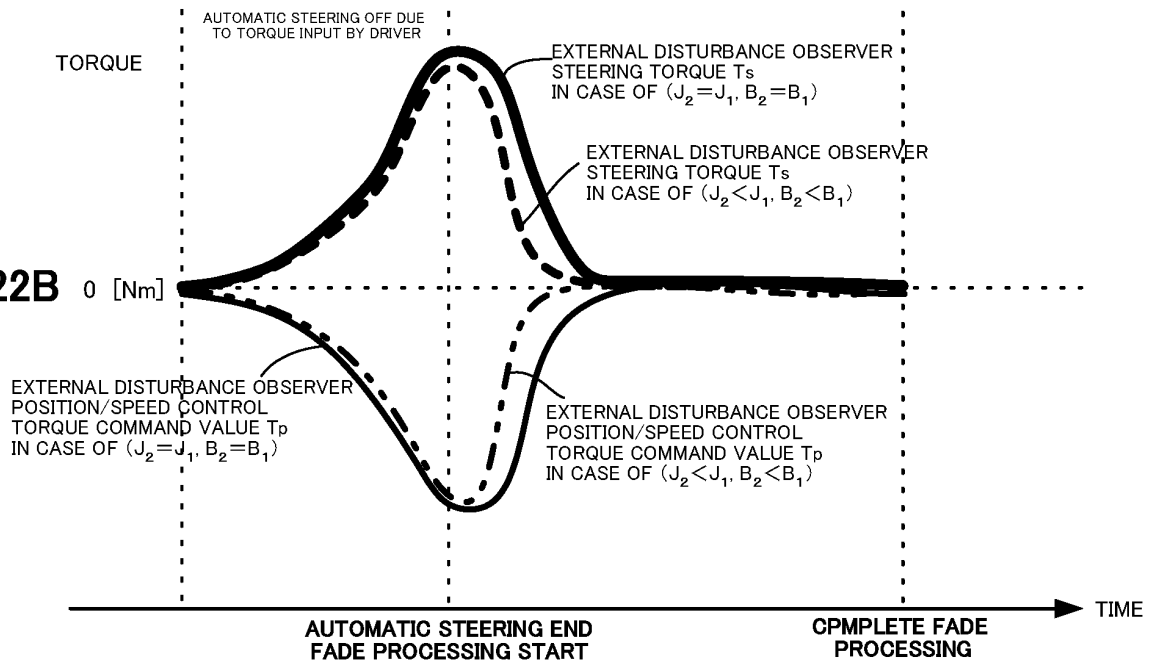 AUTOMATIC STEERING OFF DUE
TO TORQUE INPUT BY DRIVER
TORQUE
EXTERNAL DISTURBANCE OBSERVER
STEERING TORQUE Ts
IN CASE OF (J₂=J₁, B₂=B₁)
EXTERNAL DISTURBANCE OBSERVER
STEERING TORQUE Ts
IN CASE OF (J₂<J₁, B₂<B₁)
22B 0 [Nm]
EXTERNAL DISTURBANCE OBSERVER
POSITION/SPEED CONTROL
TORQUE COMMAND VALUE Tp
IN CASE OF (J₂=J₁, B₂=B₁)
EXTERNAL DISTURBANCE OBSERVER
POSITION/SPEED CONTROL
TORQUE COMMAND VALUE Tp
IN CASE OF (J₂<J₁, B₂<B₁)
TIME
AUTOMATIC STEERING END
FADE PROCESSING START
CPMPLETE FADE
PROCESSING